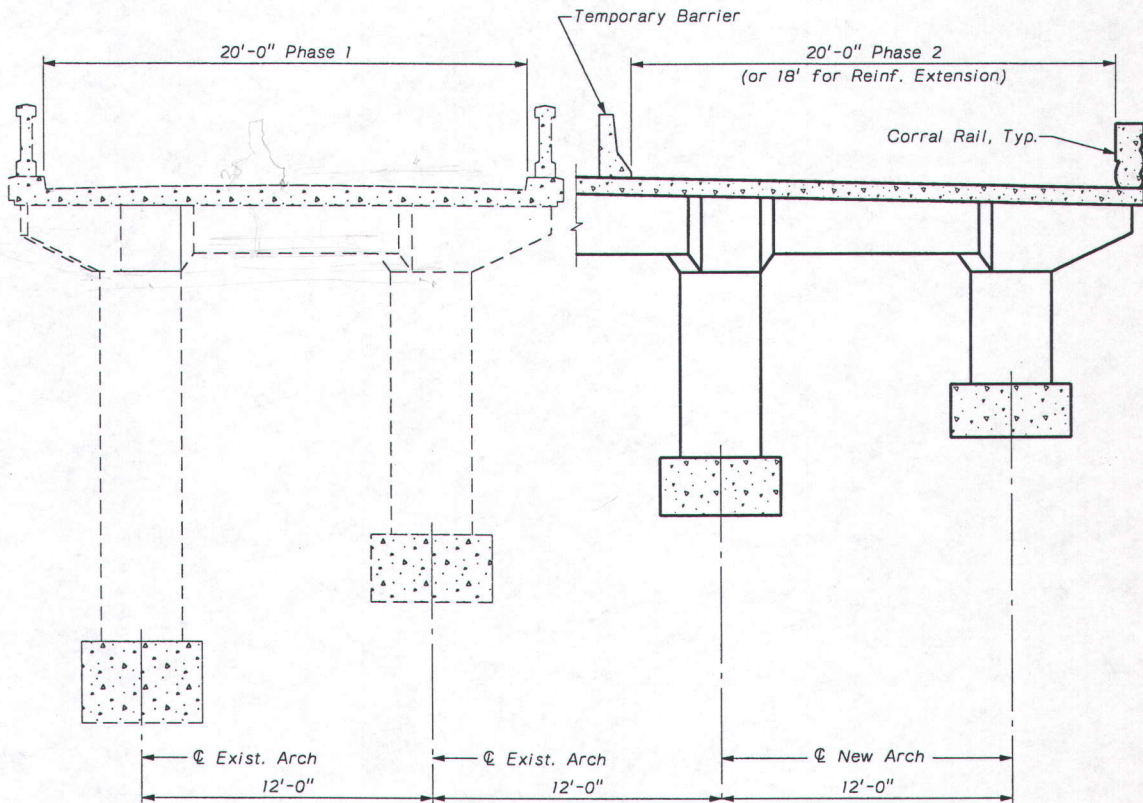 Temporary Barrier
20'-0" Phase 1
20'-0" Phase 2
(or 18' for Reinf. Extension)
Corral Rail, Typ.
℄ Exist. Arch
℄ Exist. Arch
℄ New Arch
12'-0"
12'-0"
12'-0"